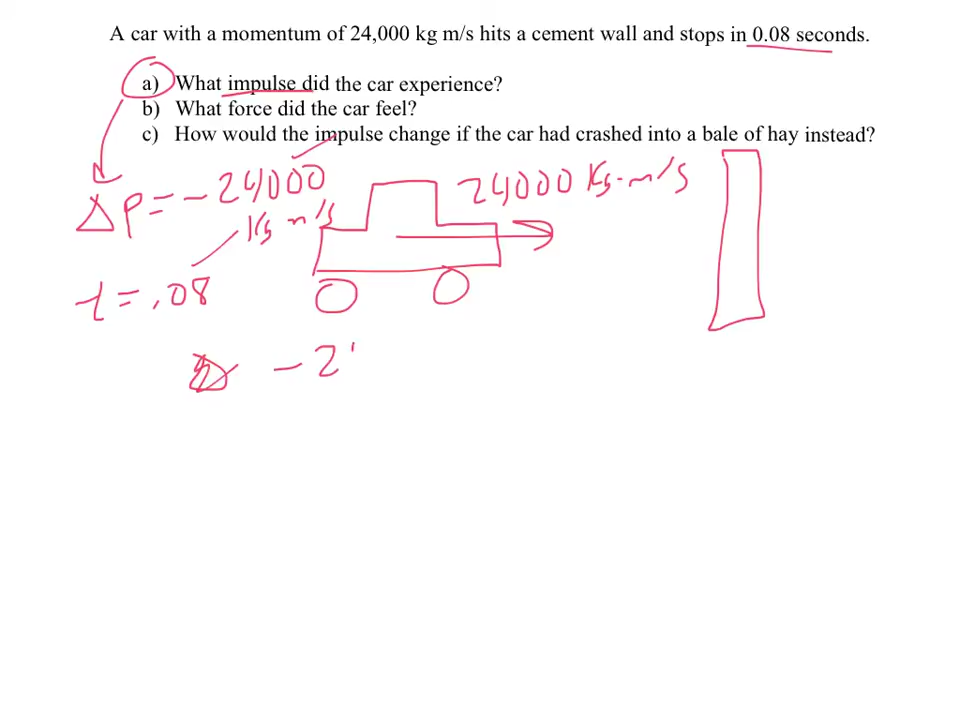 A car with a momentum of 24,000 kg m/s hits a cement wall and stops in 0.08 seconds.
a) What impulse did the car experience?
b) What force did the car feel?
c) How would the impulse change if the car had crashed into a bale of hay instead?
Δp = -24000
Kg m/s
24000 Kg·m/s
t = .08
- 2